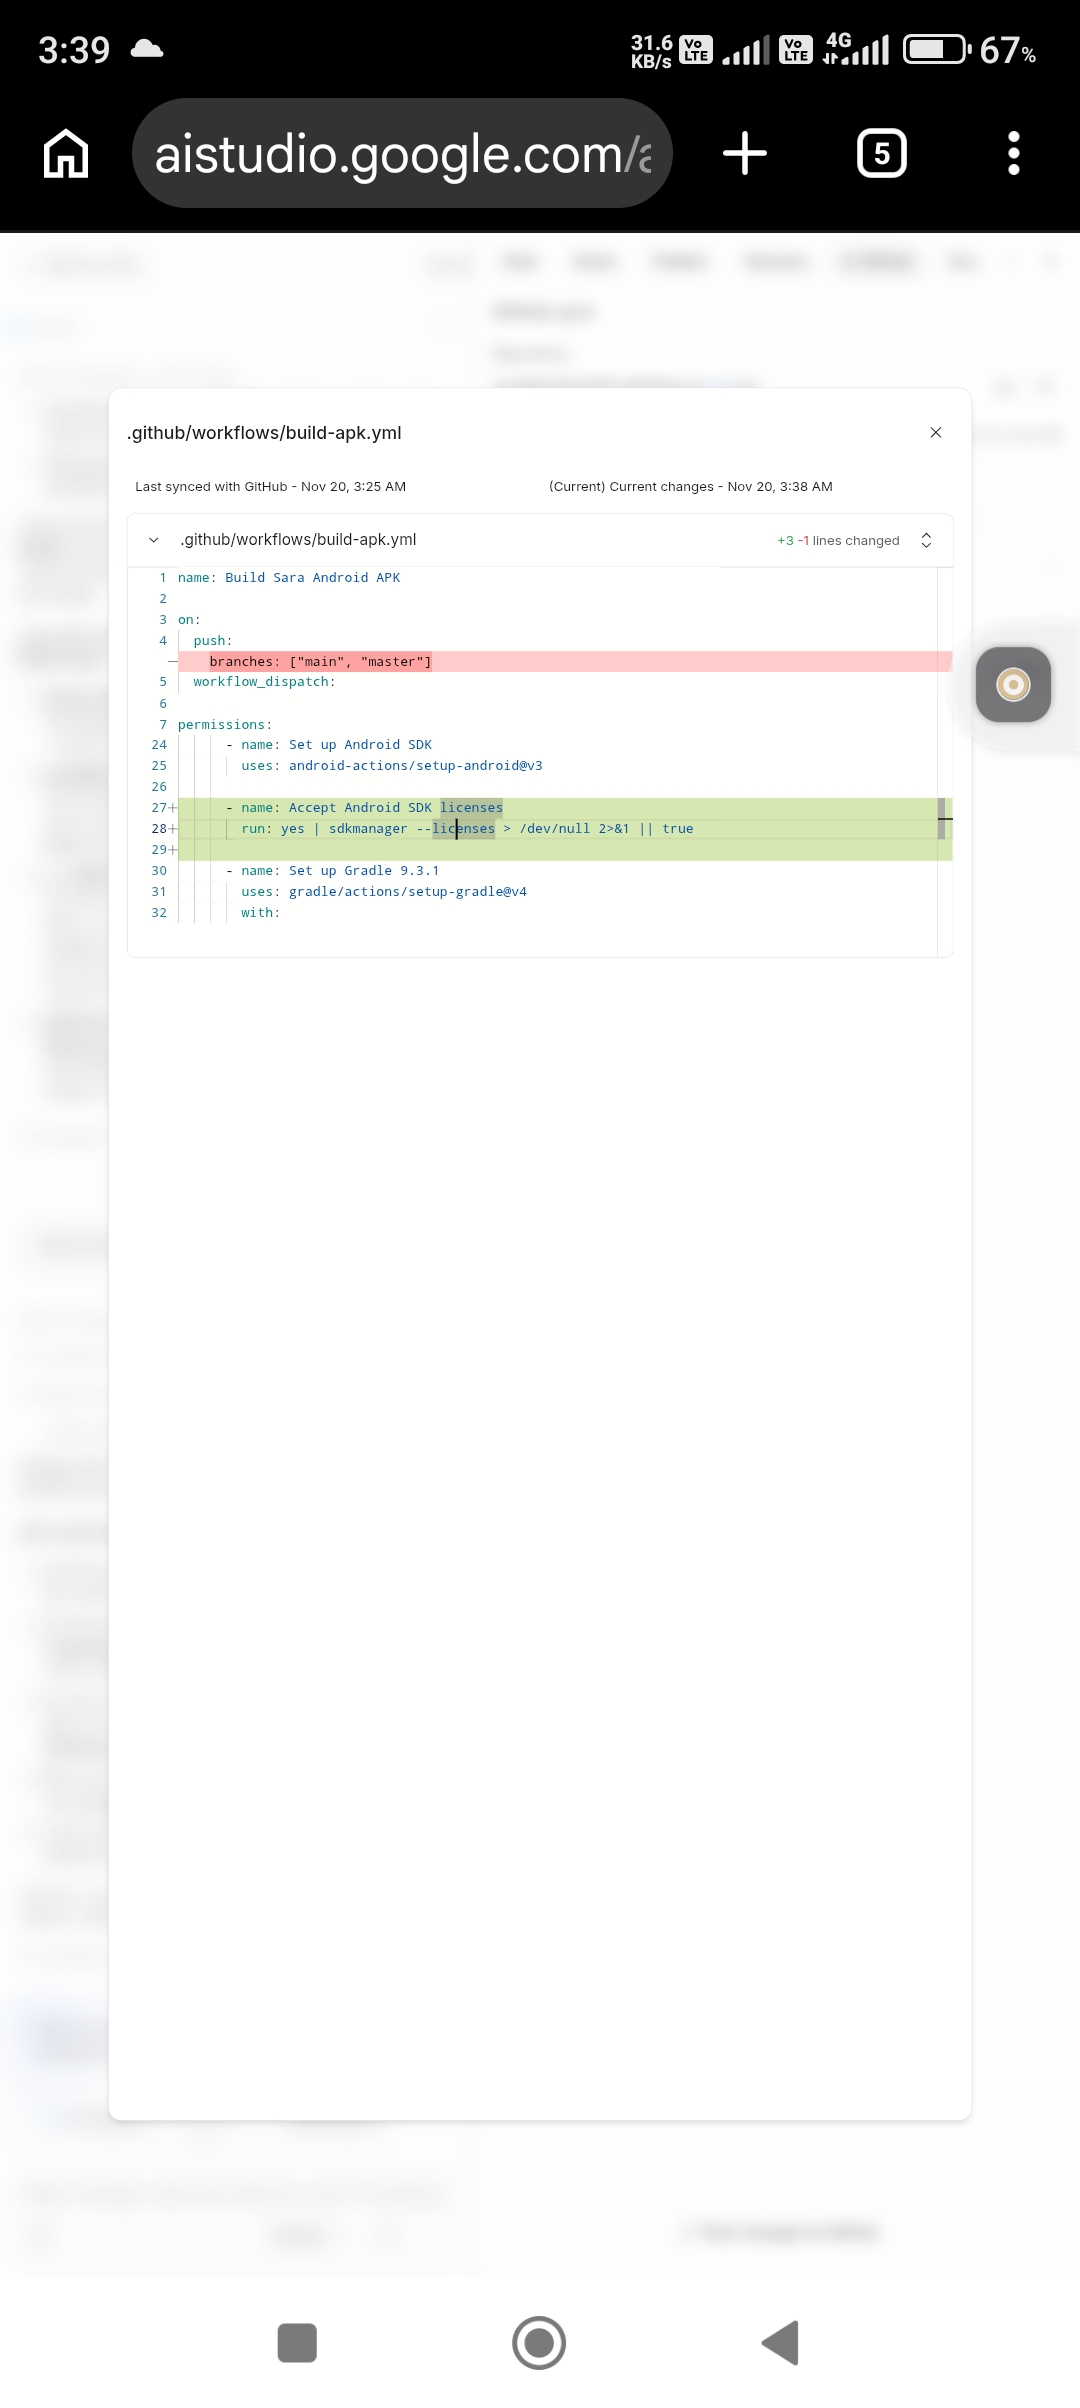 3:39
31.6 KB/s Vo LTE Vo LTE 4G 67%
aistudio.google.com/
5
.github/workflows/build-apk.yml
Last synced with GitHub - Nov 20, 3:25 AM
(Current) Current changes - Nov 20, 3:38 AM
.github/workflows/build-apk.yml
+3 -1 lines changed
1 name: Build Sara Android APK
2
3 on:
4 push:
— branches: ["main", "master"]
5 workflow_dispatch:
6
7 permissions:
24 - name: Set up Android SDK
25 uses: android-actions/setup-android@v3
26
27+ - name: Accept Android SDK licenses
28+ run: yes | sdkmanager --licenses > /dev/null 2>&1 || true
29+
30 - name: Set up Gradle 9.3.1
31 uses: gradle/actions/setup-gradle@v4
32 with: